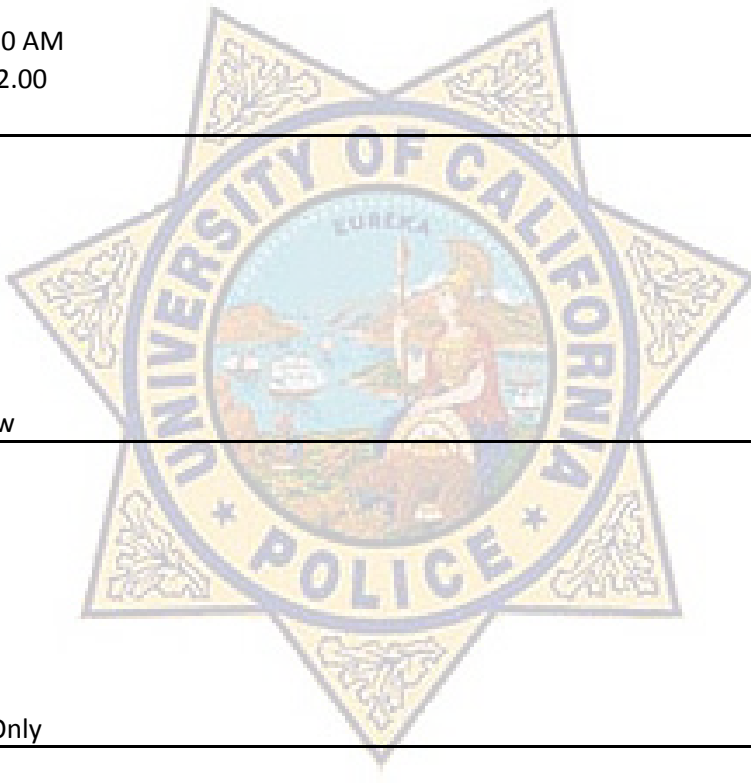 0 AM
2.00
UNIVERSITY OF CALIFORNIA
EUREKA
w
POLICE
Only